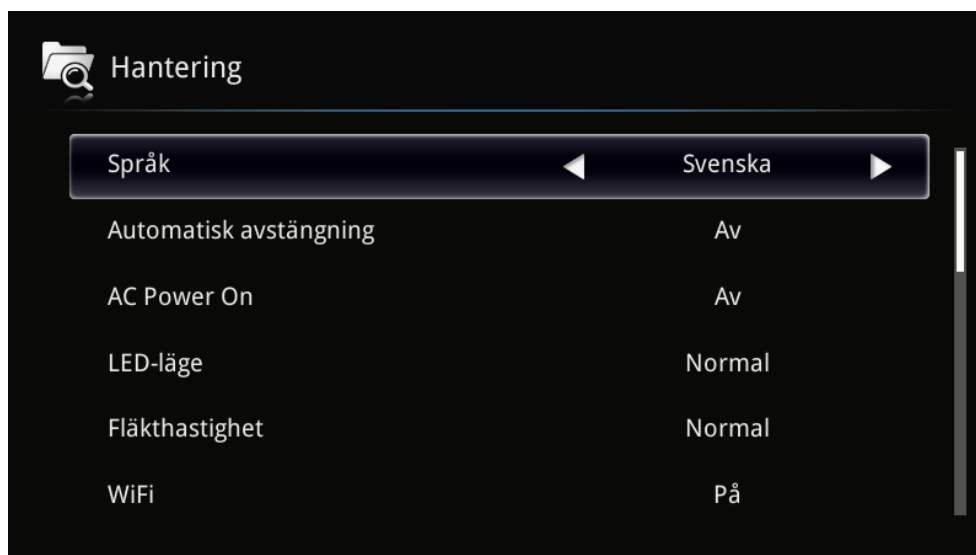 Hantering
Språk Svenska
Automatisk avstängning Av
AC Power On Av
LED-läge Normal
Fläkthastighet Normal
WiFi På